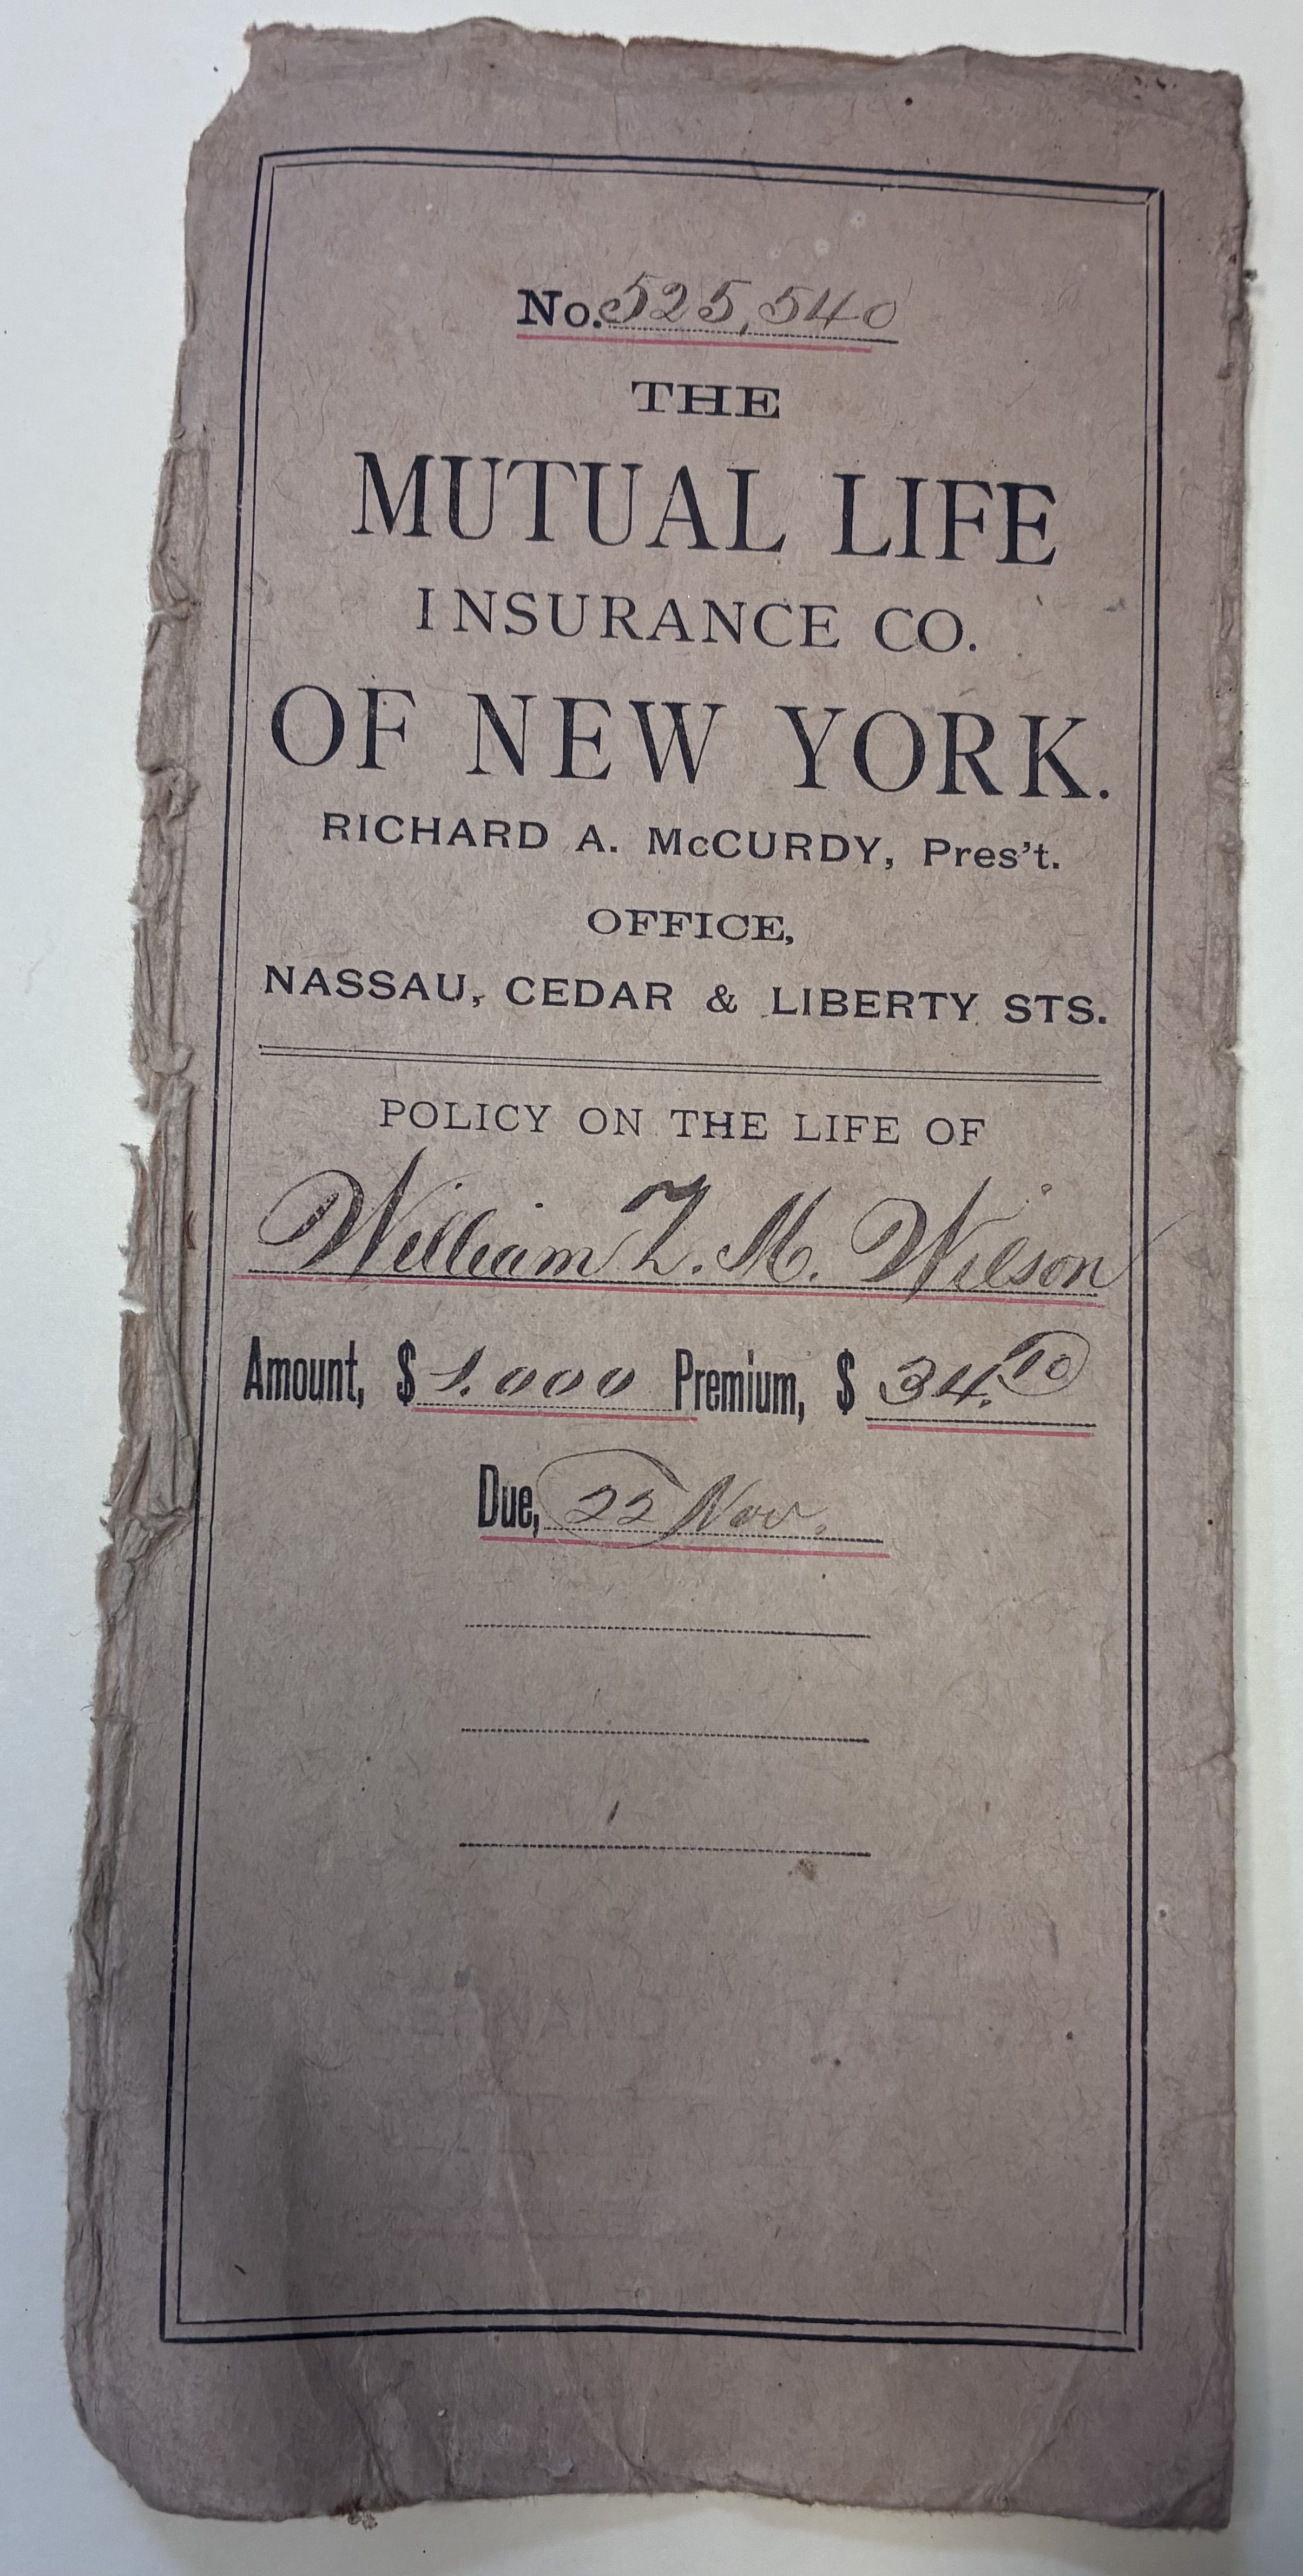 No. 525,540
THE
MUTUAL LIFE
INSURANCE CO.
OF NEW YORK.
RICHARD A. McCURDY, Pres't.
OFFICE,
NASSAU, CEDAR & LIBERTY STS.
POLICY ON THE LIFE OF
William T. M. Wilson
Amount, $ 1.000 Premium, $ 34.10
Due, 22 Nov.